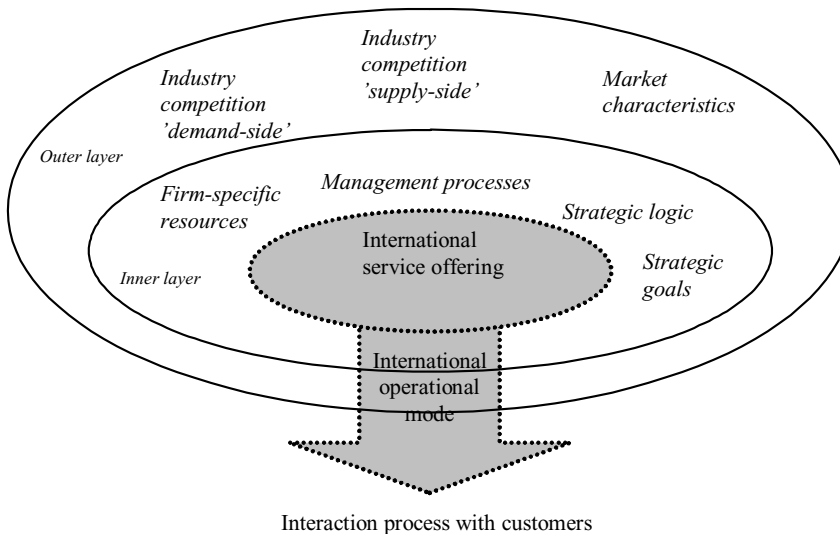 Industry
competition
'supply-side'
Industry
competition
'demand-side'
Market
characteristics
Outer layer
Management processes
Firm-specific
resources
Strategic logic
International
service offering
Strategic
goals
Inner layer
International
operational
mode
Interaction process with customers